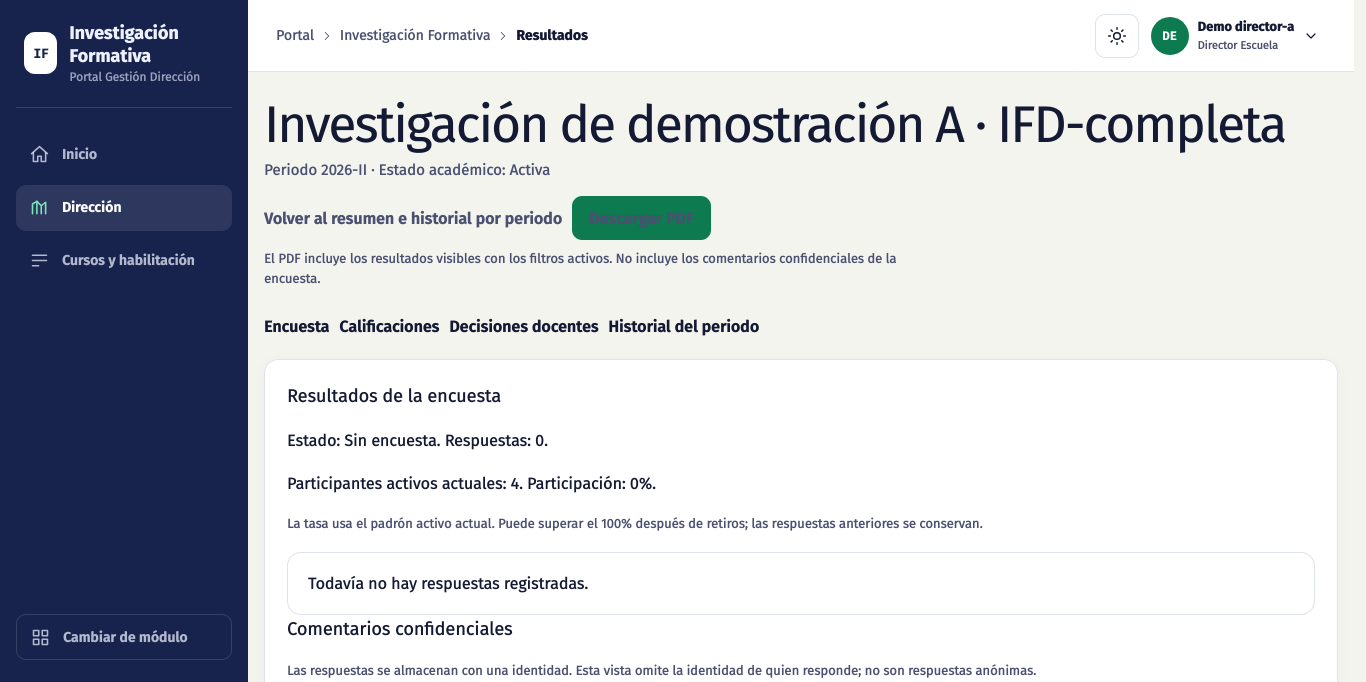 IF
Investigación Formativa
Portal Gestión Dirección
Inicio
Dirección
Cursos y habilitación
Cambiar de módulo
Portal > Investigación Formativa > Resultados
DE
Demo director-a
Director Escuela
Investigación de demostración A · IFD-completa
Periodo 2026-II · Estado académico: Activa
Volver al resumen e historial por periodo
Descargar PDF
El PDF incluye los resultados visibles con los filtros activos. No incluye los comentarios confidenciales de la
encuesta.
Encuesta Calificaciones Decisiones docentes Historial del periodo
Resultados de la encuesta
Estado: Sin encuesta. Respuestas: 0.
Participantes activos actuales: 4. Participación: 0%.
La tasa usa el padrón activo actual. Puede superar el 100% después de retiros; las respuestas anteriores se conservan.
Todavía no hay respuestas registradas.
Comentarios confidenciales
Las respuestas se almacenan con una identidad. Esta vista omite la identidad de quien responde; no son respuestas anónimas.